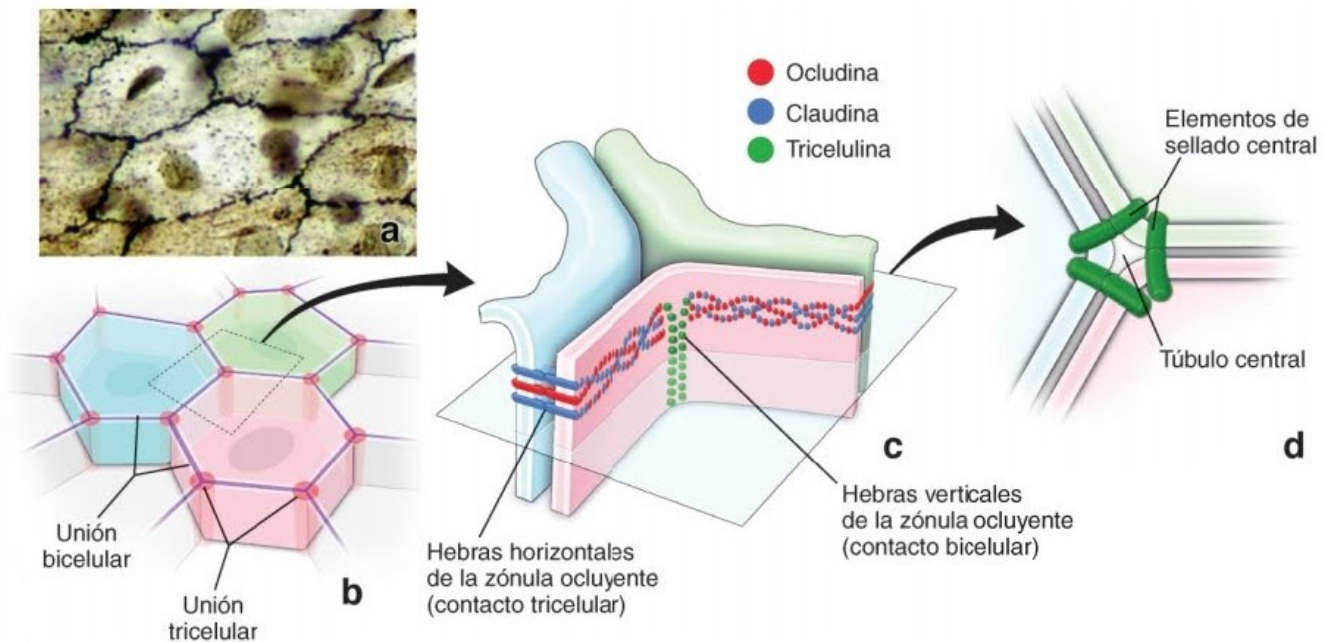 a
Ocludina
Claudina
Tricelulina
Elementos de
sellado central
Túbulo central
d
c
Hebras verticales
de la zónula ocluyente
(contacto bicelular)
Hebras horizontales
de la zónula ocluyente
(contacto tricelular)
Unión
bicelular
Unión
tricelular
b